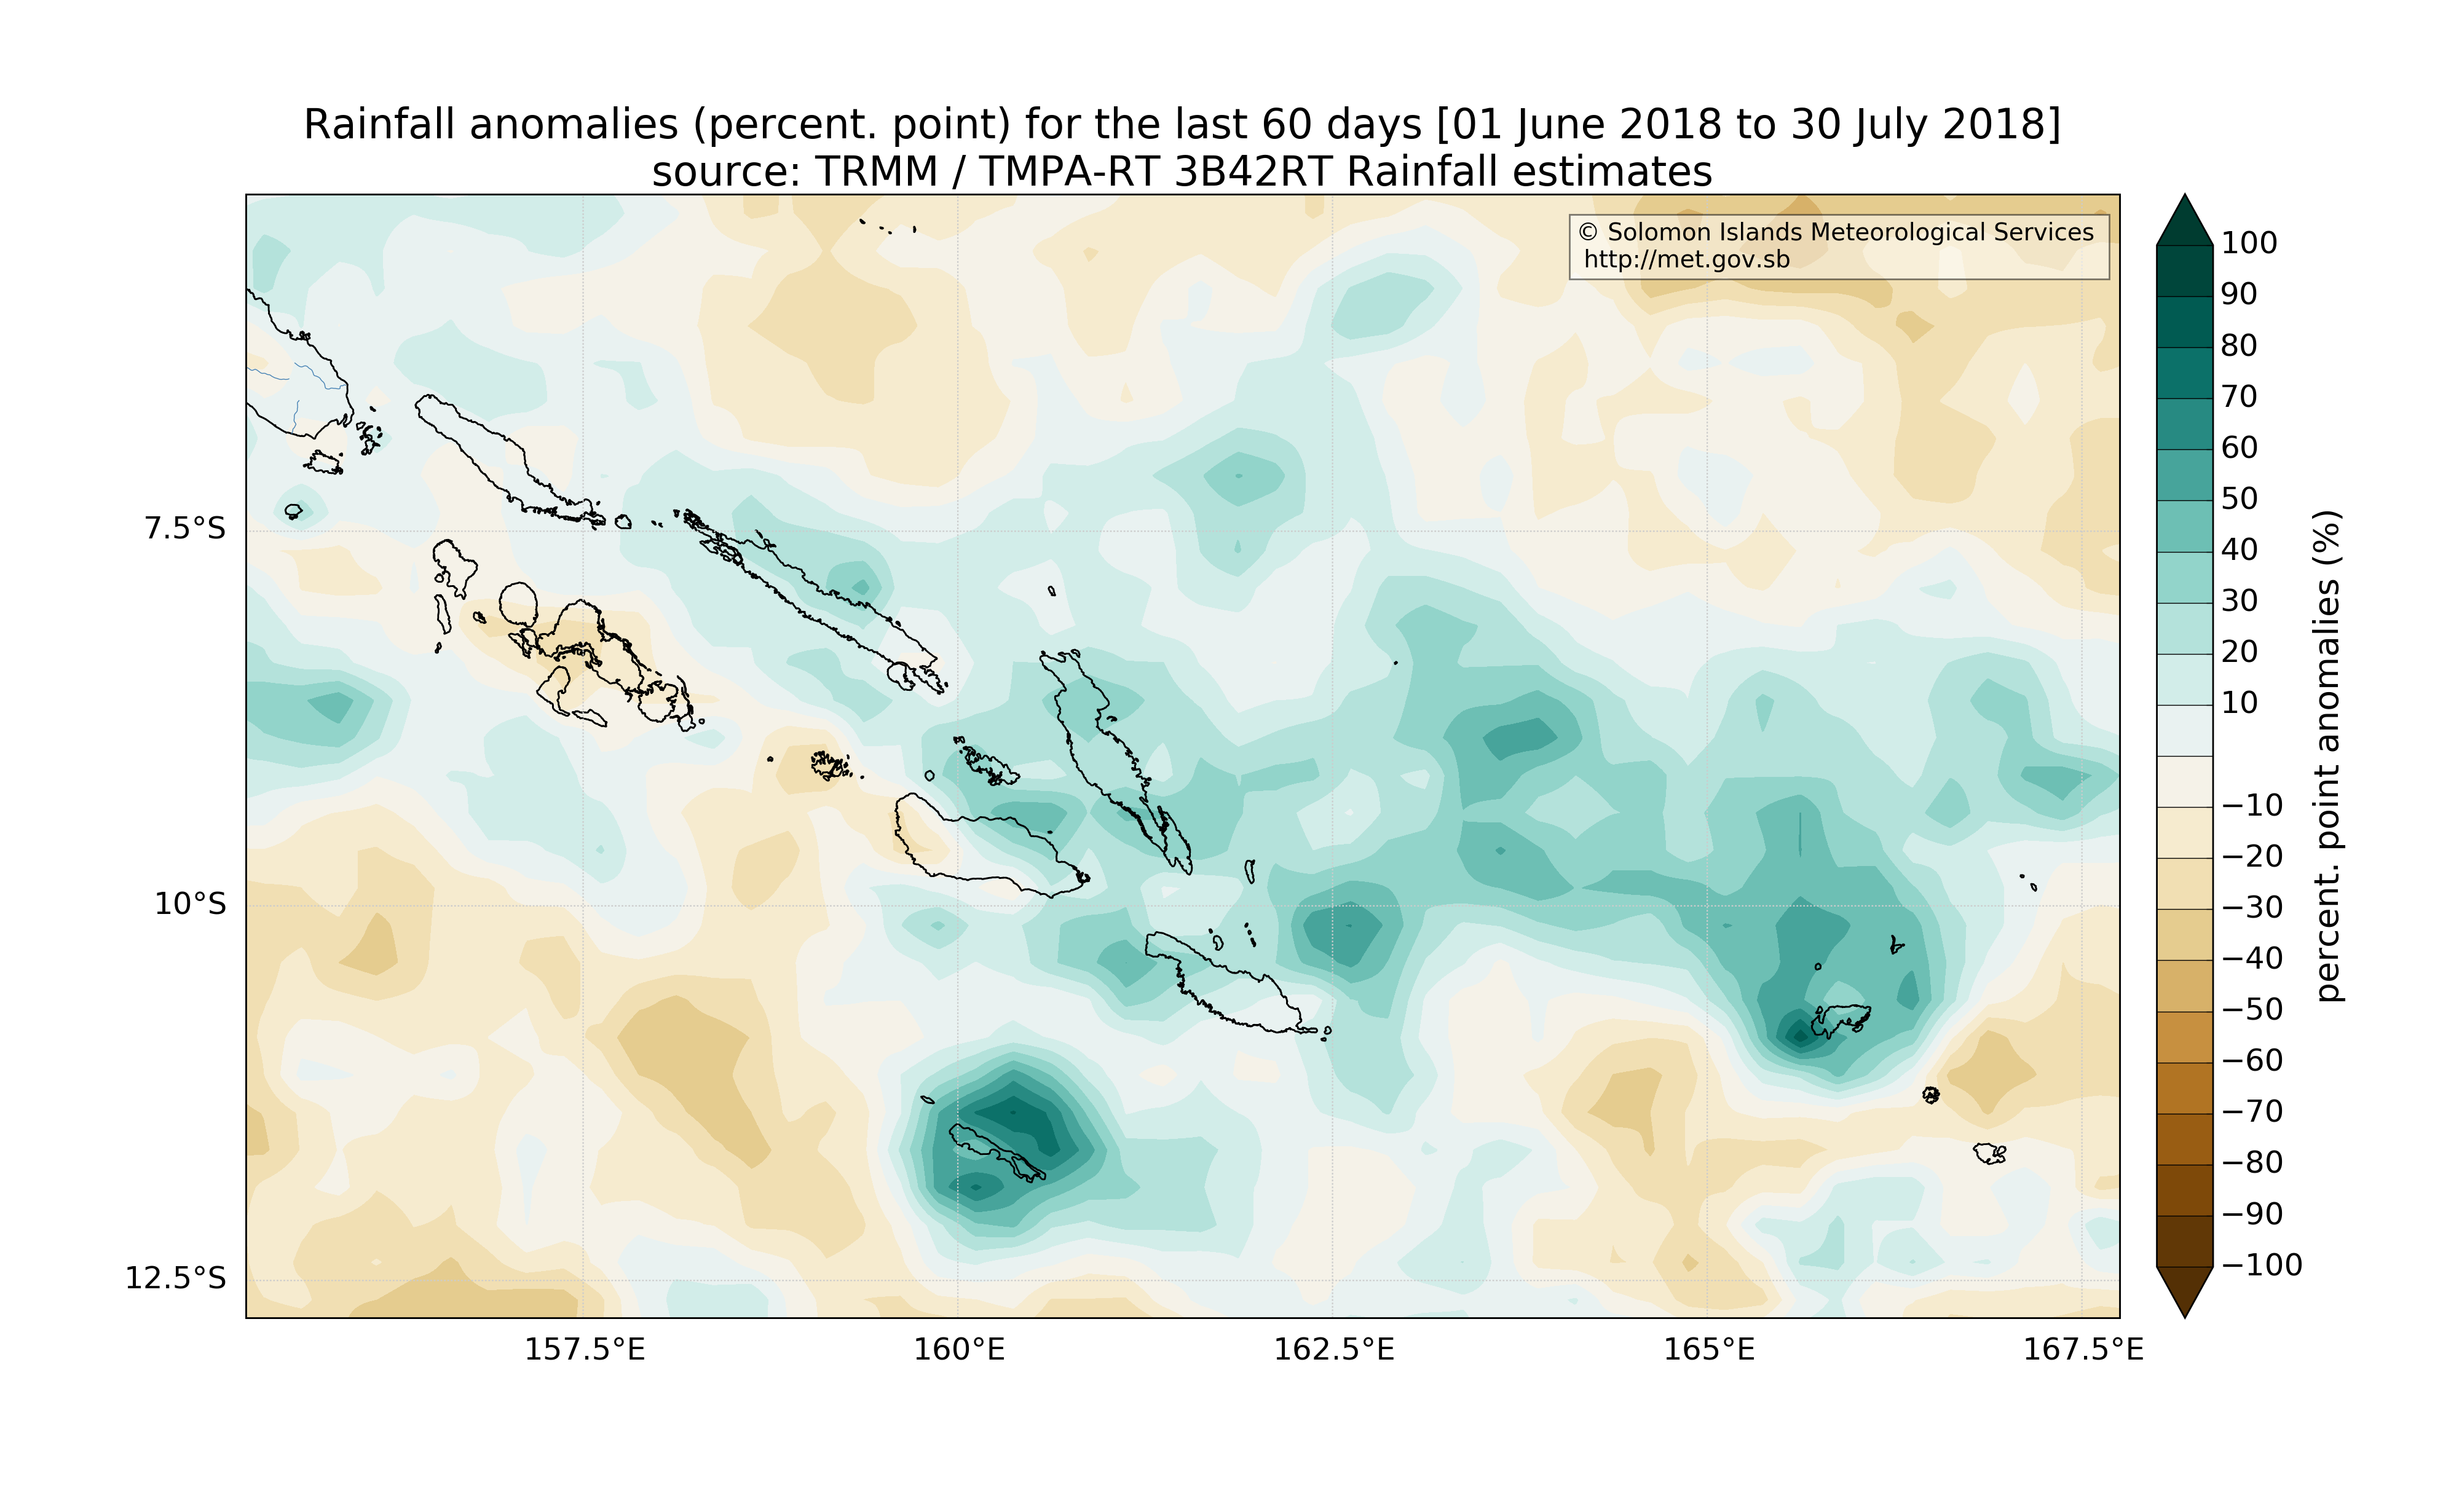 Rainfall anomalies (percent. point) for the last 60 days [01 June 2018 to 30 July 2018]
source: TRMM / TMPA-RT 3B42RT Rainfall estimates
© Solomon Islands Meteorological Services
http://met.gov.sb
7.5°S
10°S
12.5°S
157.5°E
160°E
162.5°E
165°E
167.5°E
100
90
80
70
60
50
40
30
20
10
−10
−20
−30
−40
−50
−60
−70
−80
−90
−100
percent. point anomalies (%)